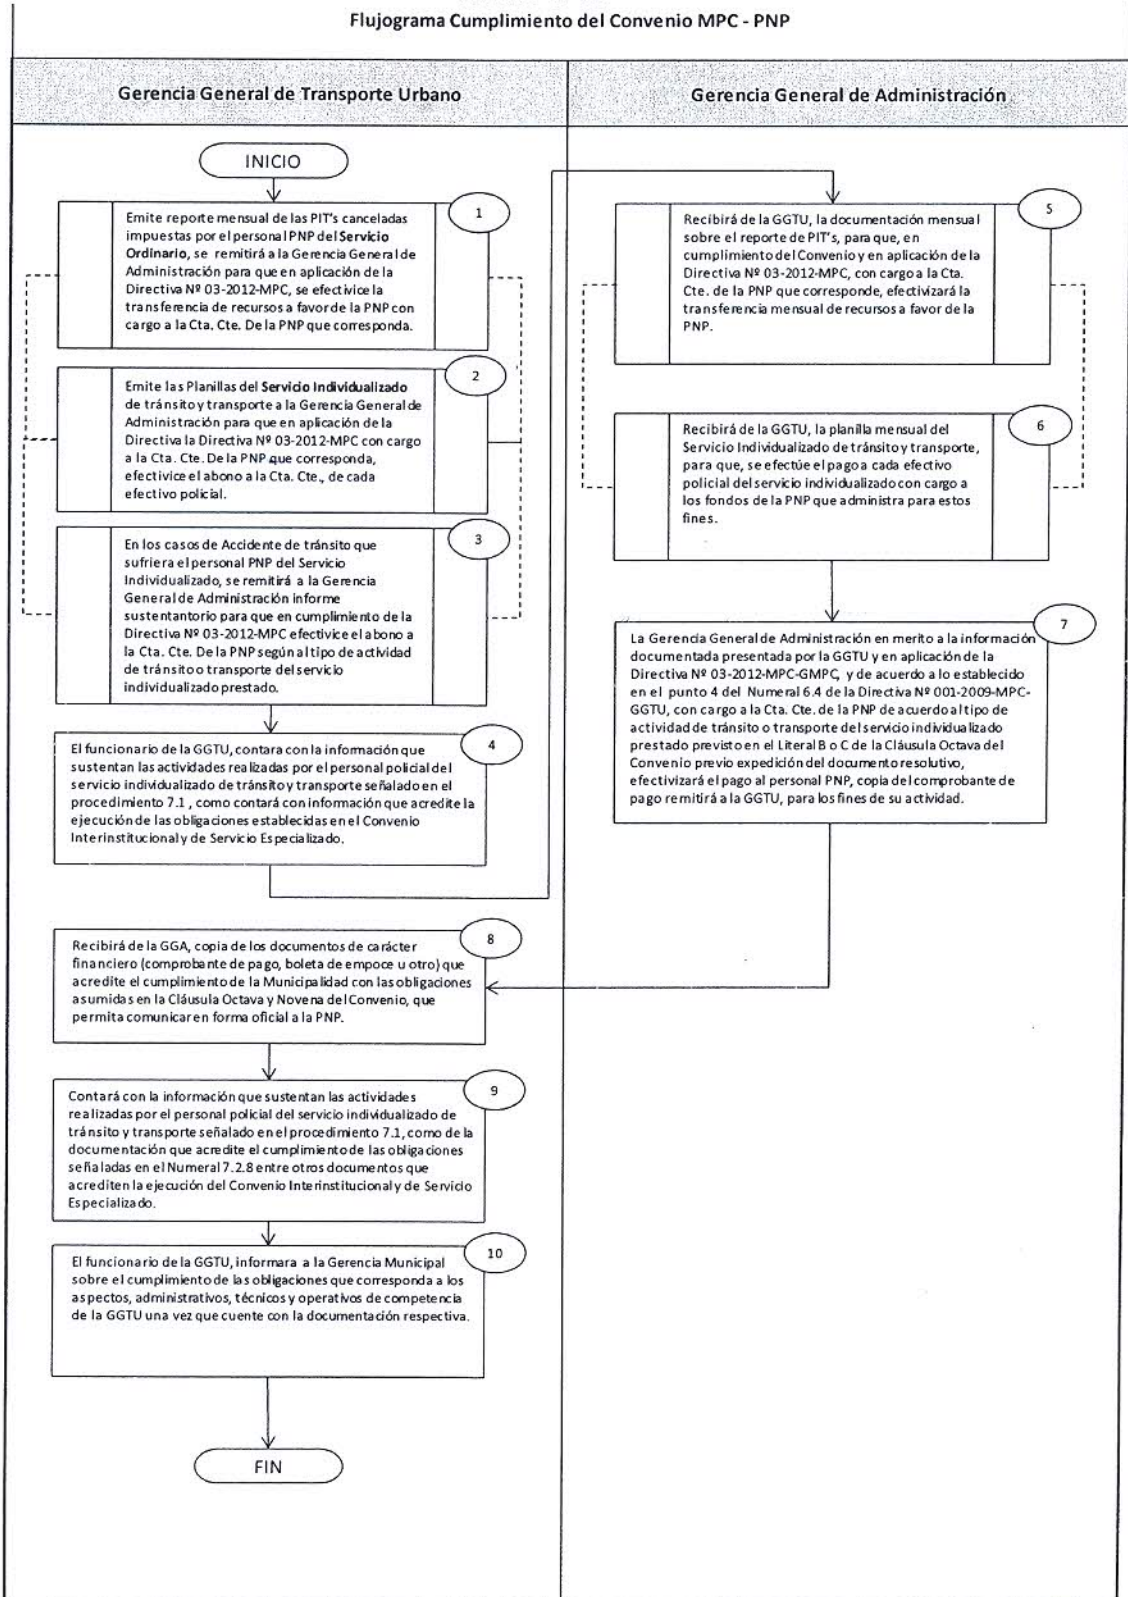 Flujograma Cumplimiento del Convenio MPC - PNP
Gerencia General de Transporte Urbano
Gerencia General de Administración
INICIO
1
Emite reporte mensual de las PIT's canceladas
impuestas por el personal PNP del Servicio
Ordinario, se remitirá a la Gerencia General de
Administración para que en aplicación de la
Directiva Nº 03-2012-MPC, se efectivice la
transferencia de recursos a favor de la PNP con
cargo a la Cta. Cte. De la PNP que corresponda.
2
Emite las Planillas del Servicio Individualizado
de tránsito y transporte a la Gerencia General de
Administración para que en aplicación de la
Directiva la Directiva Nº 03-2012-MPC con cargo
a la Cta. Cte. De la PNP que corresponda,
efectivice el abono a la Cta. Cte., de cada
efectivo policial.
3
En los casos de Accidente de tránsito que
sufriera el personal PNP del Servicio
Individualizado, se remitirá a la Gerencia
General de Administración informe
sustentantorio para que en cumplimiento de la
Directiva Nº 03-2012-MPC efectivice el abono a
la Cta. Cte. De la PNP según al tipo de actividad
de tránsito o transporte del servicio
individualizado prestado.
4
El funcionario de la GGTU, contara con la información que
sustentan las actividades realizadas por el personal policial del
servicio individualizado de tránsito y transporte señalado en el
procedimiento 7.1 , como contará con información que acredite la
ejecución de las obligaciones establecidas en el Convenio
Interinstitucional y de Servicio Especializado.
5
Recibirá de la GGTU, la documentación mensual
sobre el reporte de PIT's, para que, en
cumplimiento del Convenio y en aplicación de la
Directiva Nº 03-2012-MPC, con cargo a la Cta.
Cte. de la PNP que corresponde, efectivizará la
transferencia mensual de recursos a favor de la
PNP.
6
Recibirá de la GGTU, la planilla mensual del
Servicio Individualizado de tránsito y transporte,
para que, se efectúe el pago a cada efectivo
policial del servicio individualizado con cargo a
los fondos de la PNP que administra para estos
fines.
7
La Gerencia General de Administración en merito a la información
documentada presentada por la GGTU y en aplicación de la
Directiva Nº 03-2012-MPC-GMPC, y de acuerdo a lo establecido
en el punto 4 del Numeral 6.4 de la Directiva Nº 001-2009-MPC-
GGTU, con cargo a la Cta. Cte. de la PNP de acuerdo al tipo de
actividad de tránsito o transporte del servicio individualizado
prestado previsto en el Literal B o C de la Cláusula Octava del
Convenio previo expedición del documento resolutivo,
efectivizará el pago al personal PNP, copia del comprobante de
pago remitirá a la GGTU, para los fines de su actividad.
8
Recibirá de la GGA, copia de los documentos de carácter
financiero (comprobante de pago, boleta de empoce u otro) que
acredite el cumplimiento de la Municipalidad con las obligaciones
asumidas en la Cláusula Octava y Novena del Convenio, que
permita comunicar en forma oficial a la PNP.
9
Contará con la información que sustentan las actividades
realizadas por el personal policial del servicio individualizado de
tránsito y transporte señalado en el procedimiento 7.1, como de la
documentación que acredite el cumplimiento de las obligaciones
señaladas en el Numeral 7.2.8 entre otros documentos que
acrediten la ejecución del Convenio Interinstitucional y de Servicio
Especializado.
10
El funcionario de la GGTU, informara a la Gerencia Municipal
sobre el cumplimiento de las obligaciones que corresponda a los
aspectos, administrativos, técnicos y operativos de competencia
de la GGTU una vez que cuente con la documentación respectiva.
FIN